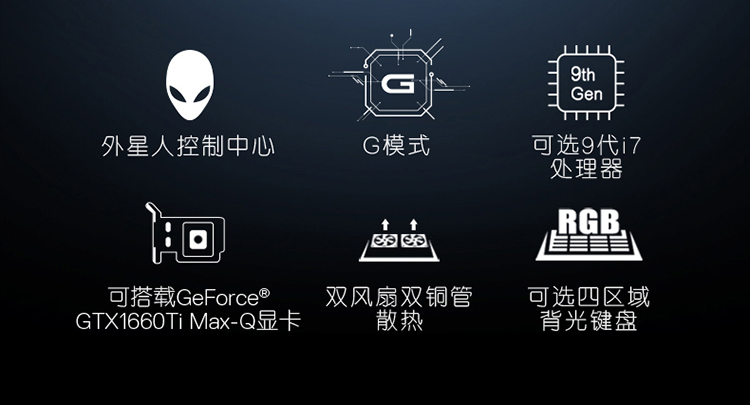 外星人控制中心
G
G模式
9th
Gen
可选9代i7
处理器
可搭载GeForce®
GTX1660Ti Max-Q显卡
双风扇双铜管
散热
RGB
可选四区域
背光键盘